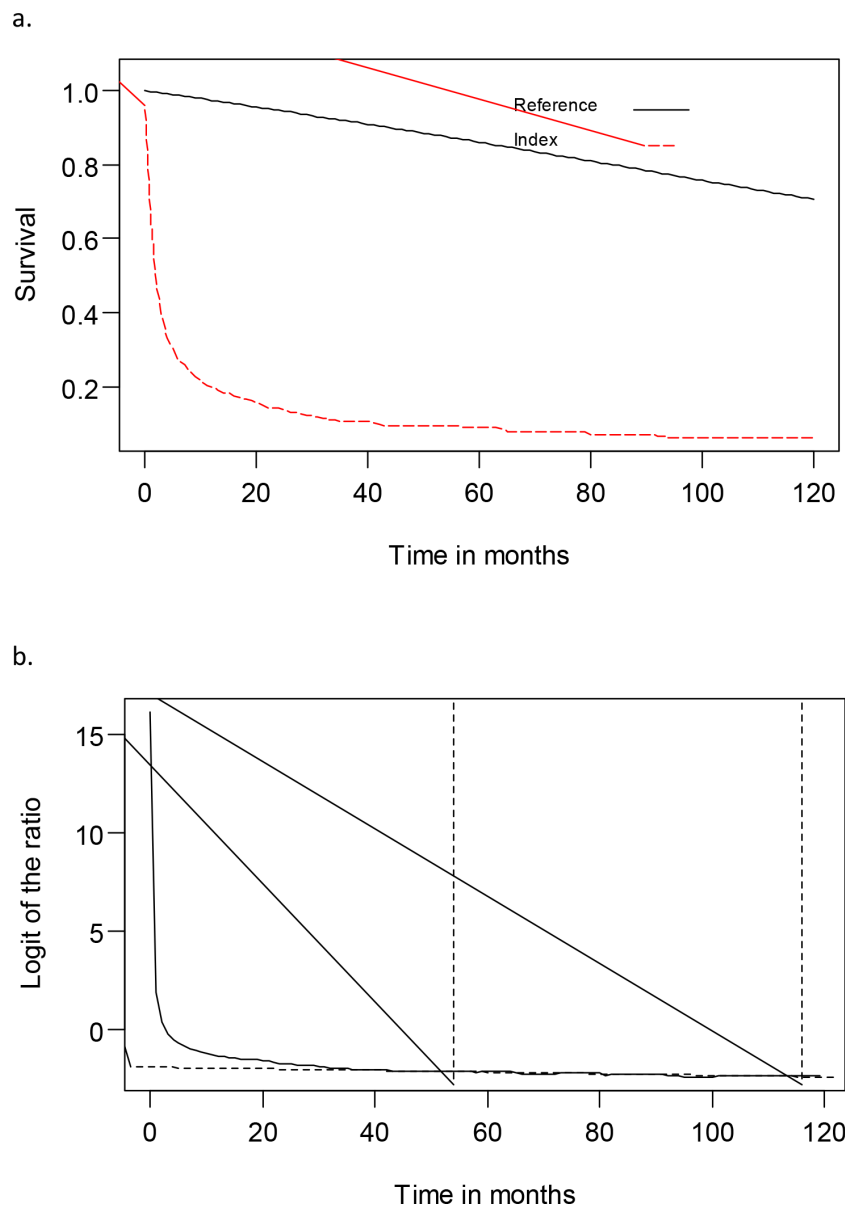 a.
1.0
Reference
Index
0.8
0.6
0.4
0.2
Survival
0 20 40 60 80 100 120
Time in months
b.
15
10
5
0
Logit of the ratio
0 20 40 60 80 100 120
Time in months